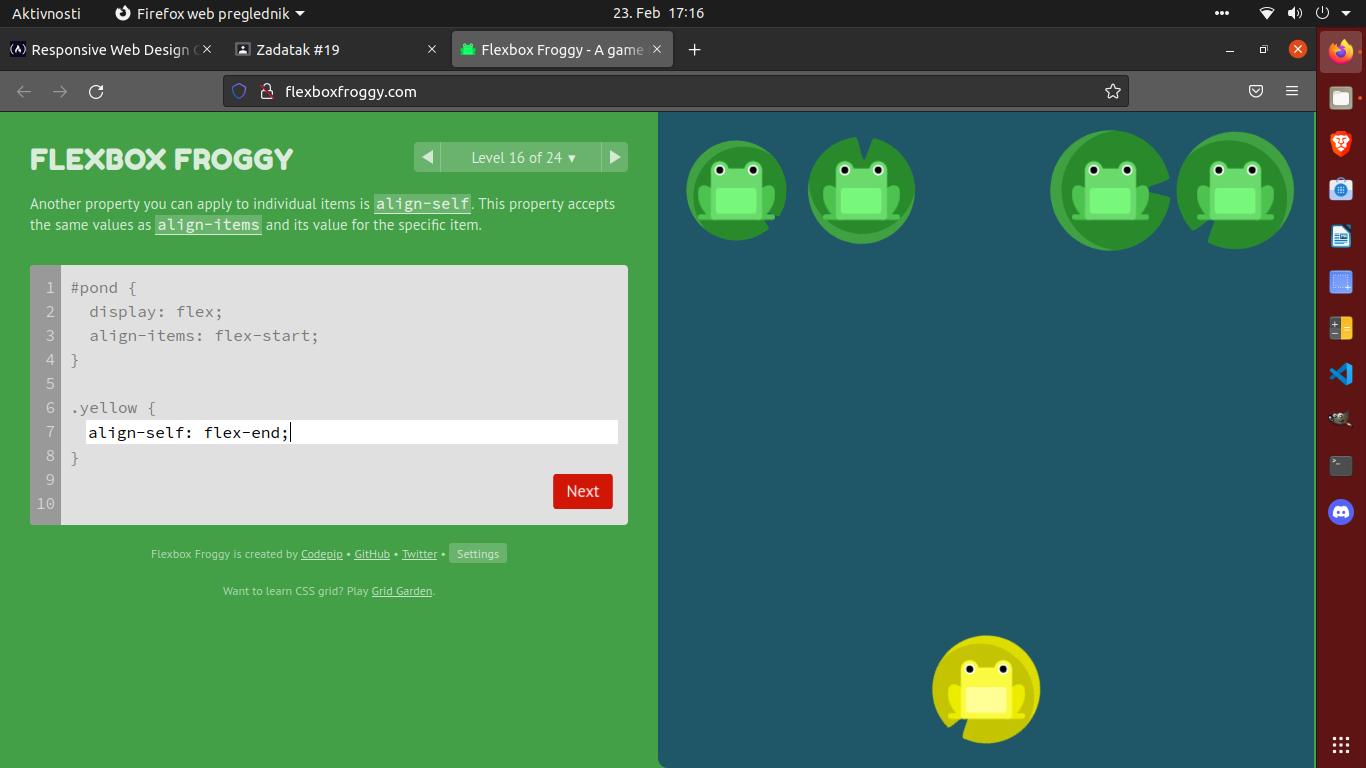 Aktivnosti
Firefox web preglednik
23. Feb 17:16
Responsive Web Design
Zadatak #19
Flexbox Froggy - A game
flexboxfroggy.com
FLEXBOX FROGGY
Level 16 of 24 ▾
Another property you can apply to individual items is align-self. This property accepts
the same values as align-items and its value for the specific item.
1 #pond {
2 display: flex;
3 align-items: flex-start;
4 }
5
6 .yellow {
7 align-self: flex-end;
8 }
9
10
Next
Flexbox Froggy is created by Codepip • GitHub • Twitter • Settings
Want to learn CSS grid? Play Grid Garden.